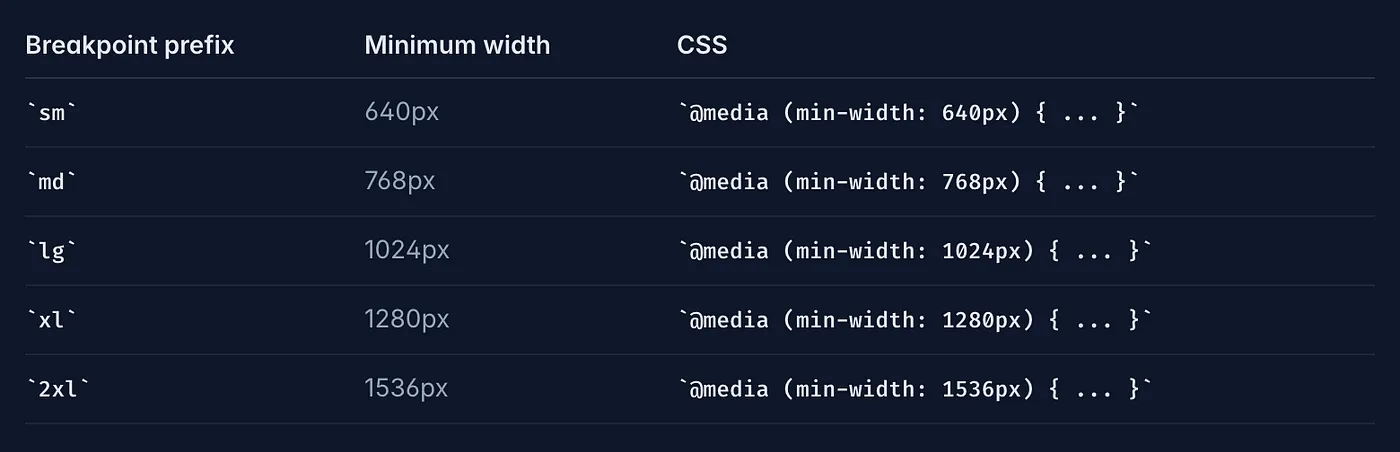 Breakpoint prefix Minimum width CSS
`sm` 640px `@media (min-width: 640px) { ... }`
`md` 768px `@media (min-width: 768px) { ... }`
`lg` 1024px `@media (min-width: 1024px) { ... }`
`xl` 1280px `@media (min-width: 1280px) { ... }`
`2xl` 1536px `@media (min-width: 1536px) { ... }`